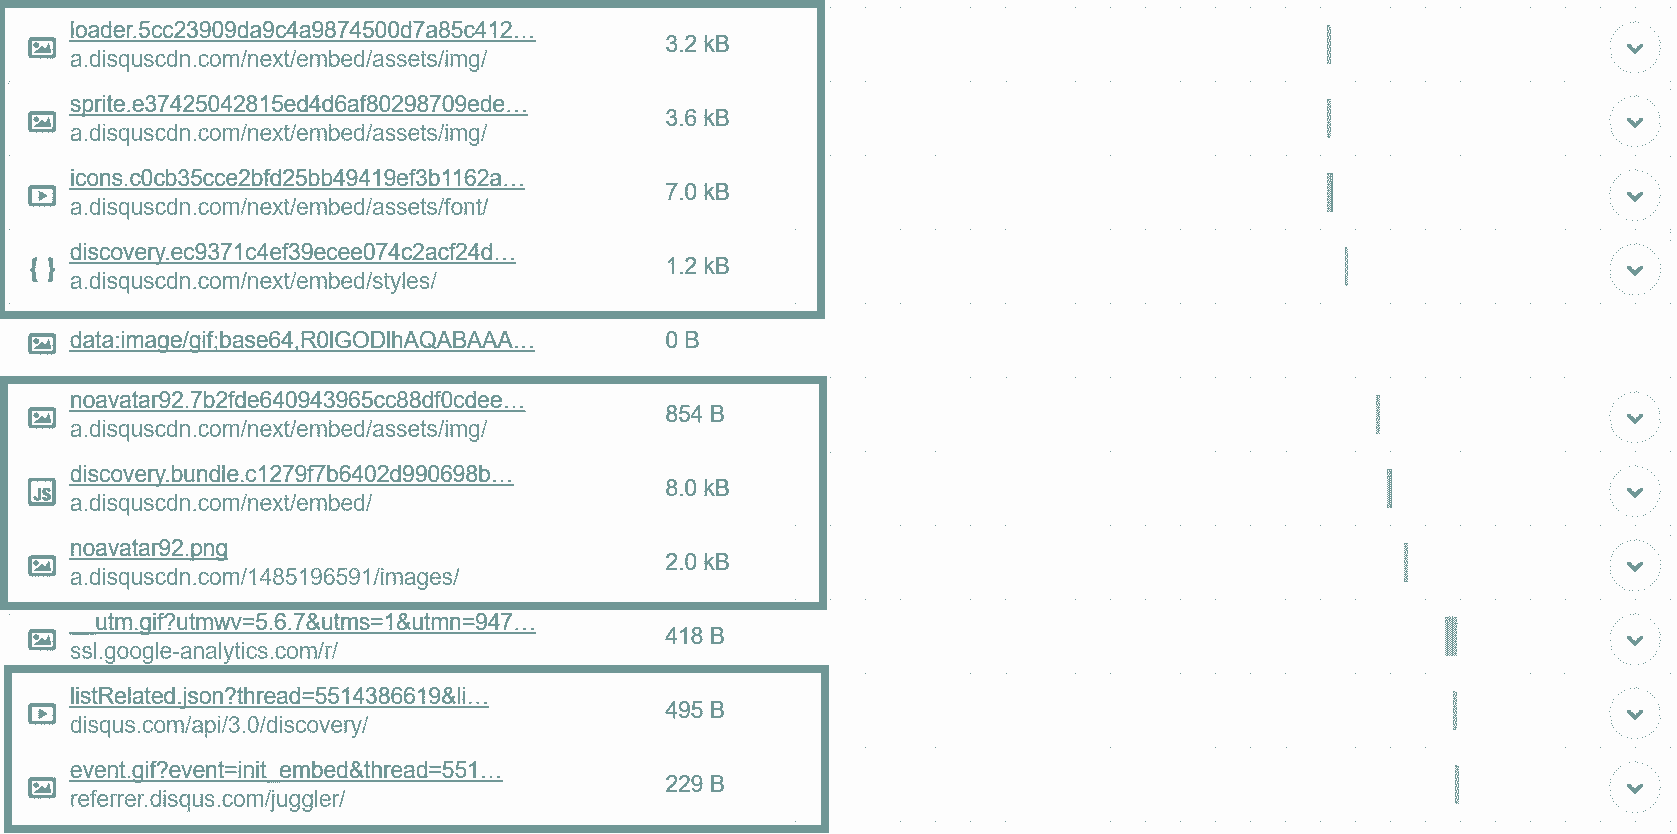 loader.5cc23909da9c4a9874500d7a85c412...
3.2 kB
a.disquscdn.com/next/embed/assets/img/
sprite.e37425042815ed4d6af80298709ede...
3.6 kB
a.disquscdn.com/next/embed/assets/img/
icons.c0cb35cce2bfd25bb49419ef3b1162a...
7.0 kB
a.disquscdn.com/next/embed/assets/font/
discovery.ec9371c4ef39ecee074c2acf24d...
1.2 kB
a.disquscdn.com/next/embed/styles/
data:image/gif;base64,R0lGODlhAQABAAA...
0 B
noavatar92.7b2fde640943965cc88df0cdee...
854 B
a.disquscdn.com/next/embed/assets/img/
JS
discovery.bundle.c1279f7b6402d990698b...
8.0 kB
a.disquscdn.com/next/embed/
noavatar92.png
2.0 kB
a.disquscdn.com/1485196591/images/
__utm.gif?utmwv=5.6.7&utms=1&utmn=947...
418 B
ssl.google-analytics.com/r/
listRelated.json?thread=5514386619&li...
495 B
disqus.com/api/3.0/discovery/
event.gif?event=init_embed&thread=551...
229 B
referrer.disqus.com/juggler/